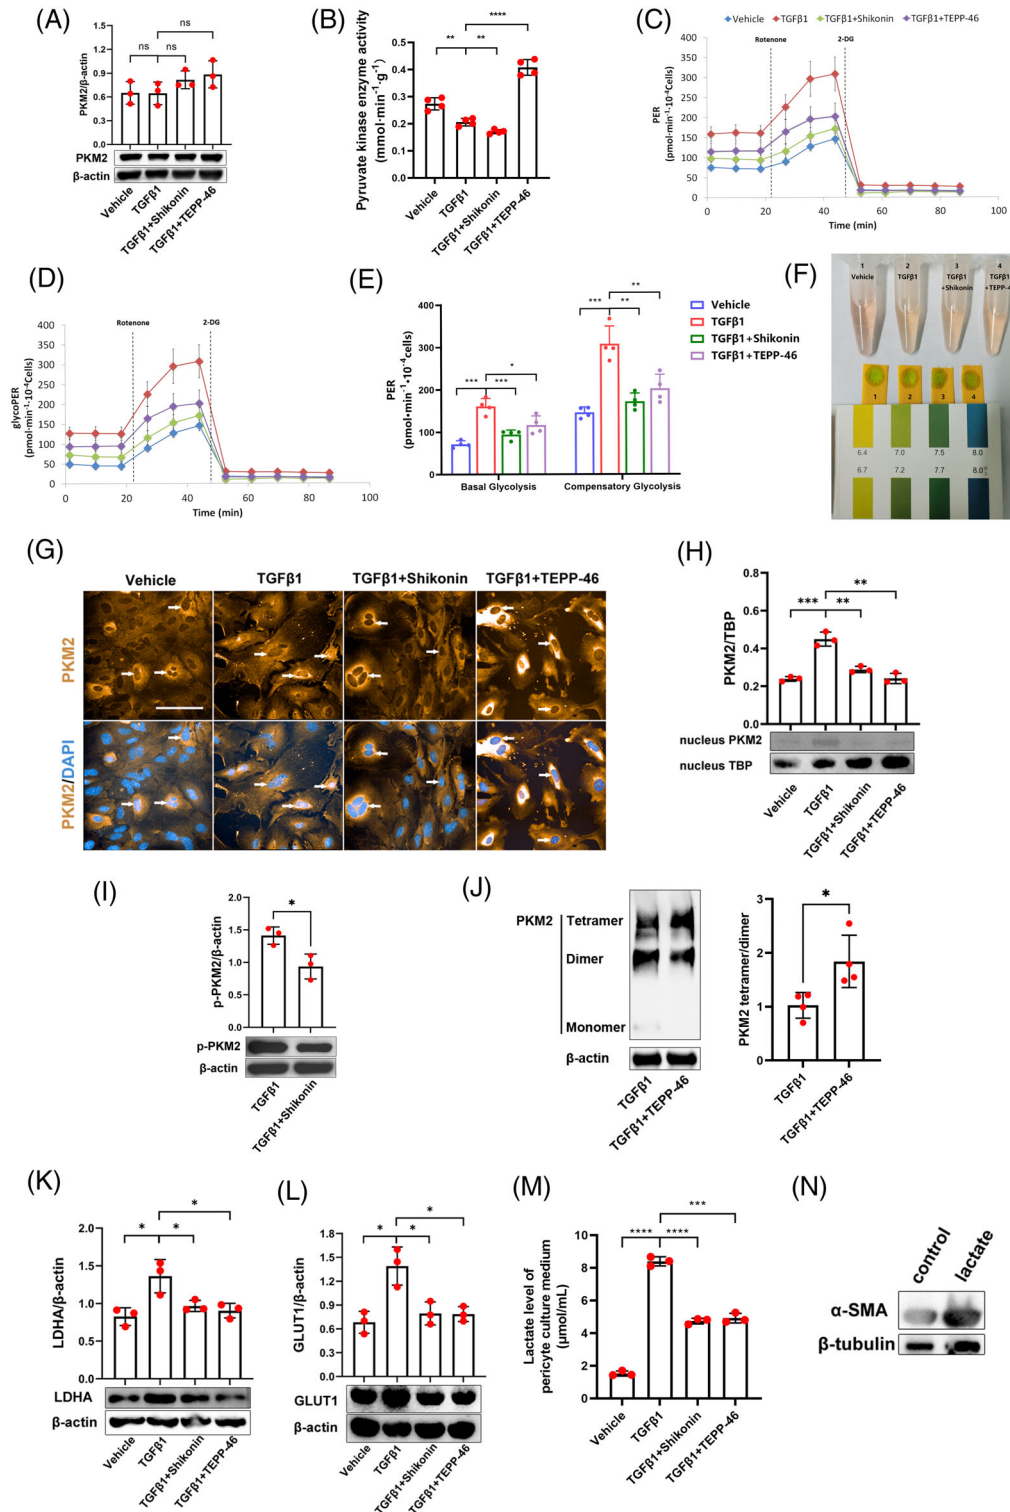 (A)
PKM2/β-actin
1.5
1.2
0.9
0.6
0.3
0.0
ns
ns
ns
PKM2
β-actin
Vehicle
TGFβ1
TGFβ1+Shikonin
TGFβ1+TEPP-46
(B)
Pyruvate kinase enzyme activity
(mmol·min⁻¹·g⁻¹)
0.5
0.4
0.3
0.2
0.1
0.0
****
** **
Vehicle
TGFβ1
TGFβ1+Shikonin
TGFβ1+TEPP-46
(C)
Vehicle TGFβ1 TGFβ1+Shikonin TGFβ1+TEPP-46
PER
(pmol·min⁻¹·10⁻⁴Cells)
400
350
300
250
200
150
100
50
0
Rotenone 2-DG
0 20 40 60 80 100
Time (min)
(D)
glycoPER
(pmol·min⁻¹·10⁻⁴Cells)
400
350
300
250
200
150
100
50
0
Rotenone 2-DG
0 20 40 60 80 100
Time (min)
(E)
PER
(pmol·min⁻¹·10⁻⁴cells)
400
300
200
100
0
*** *** *
*** ** **
Basal Glycolysis Compensatory Glycolysis
Vehicle
TGFβ1
TGFβ1+Shikonin
TGFβ1+TEPP-46
(F)
1 2 3 4
Vehicle TGFβ1 TGFβ1 TGFβ1
+Shikonin +TEPP-4
1 2 3 4
6.4 7.0 7.5 8.0
6.7 7.2 7.7 8.0
(G)
Vehicle TGFβ1 TGFβ1+Shikonin TGFβ1+TEPP-46
PKM2
PKM2/DAPI
(H)
PKM2/TBP
0.8
0.6
0.4
0.2
0.0
**
*** **
nucleus PKM2
nucleus TBP
Vehicle
TGFβ1
TGFβ1+Shikonin
TGFβ1+TEPP-46
(I)
p-PKM2/β-actin
2.0
1.5
1.0
0.5
0.0
*
p-PKM2
β-actin
TGFβ1
TGFβ1+Shikonin
(J)
PKM2
Tetramer
Dimer
Monomer
β-actin
TGFβ1
TGFβ1+TEPP-46
PKM2 tetramer/dimer
3
2
1
0
*
TGFβ1
TGFβ1+TEPP-46
(K)
LDHA/β-actin
2.0
1.5
1.0
0.5
0.0
*
* *
LDHA
β-actin
Vehicle
TGFβ1
TGFβ1+Shikonin
TGFβ1+TEPP-46
(L)
GLUT1/β-actin
1.8
1.5
1.2
0.9
0.6
0.3
0.0
*
* *
GLUT1
β-actin
Vehicle
TGFβ1
TGFβ1+Shikonin
TGFβ1+TEPP-46
(M)
Lactate level of
pericyte culture medium
(μmol/mL)
10
8
6
4
2
0
***
**** ****
Vehicle
TGFβ1
TGFβ1+Shikonin
TGFβ1+TEPP-46
(N)
control
lactate
α-SMA
β-tubulin